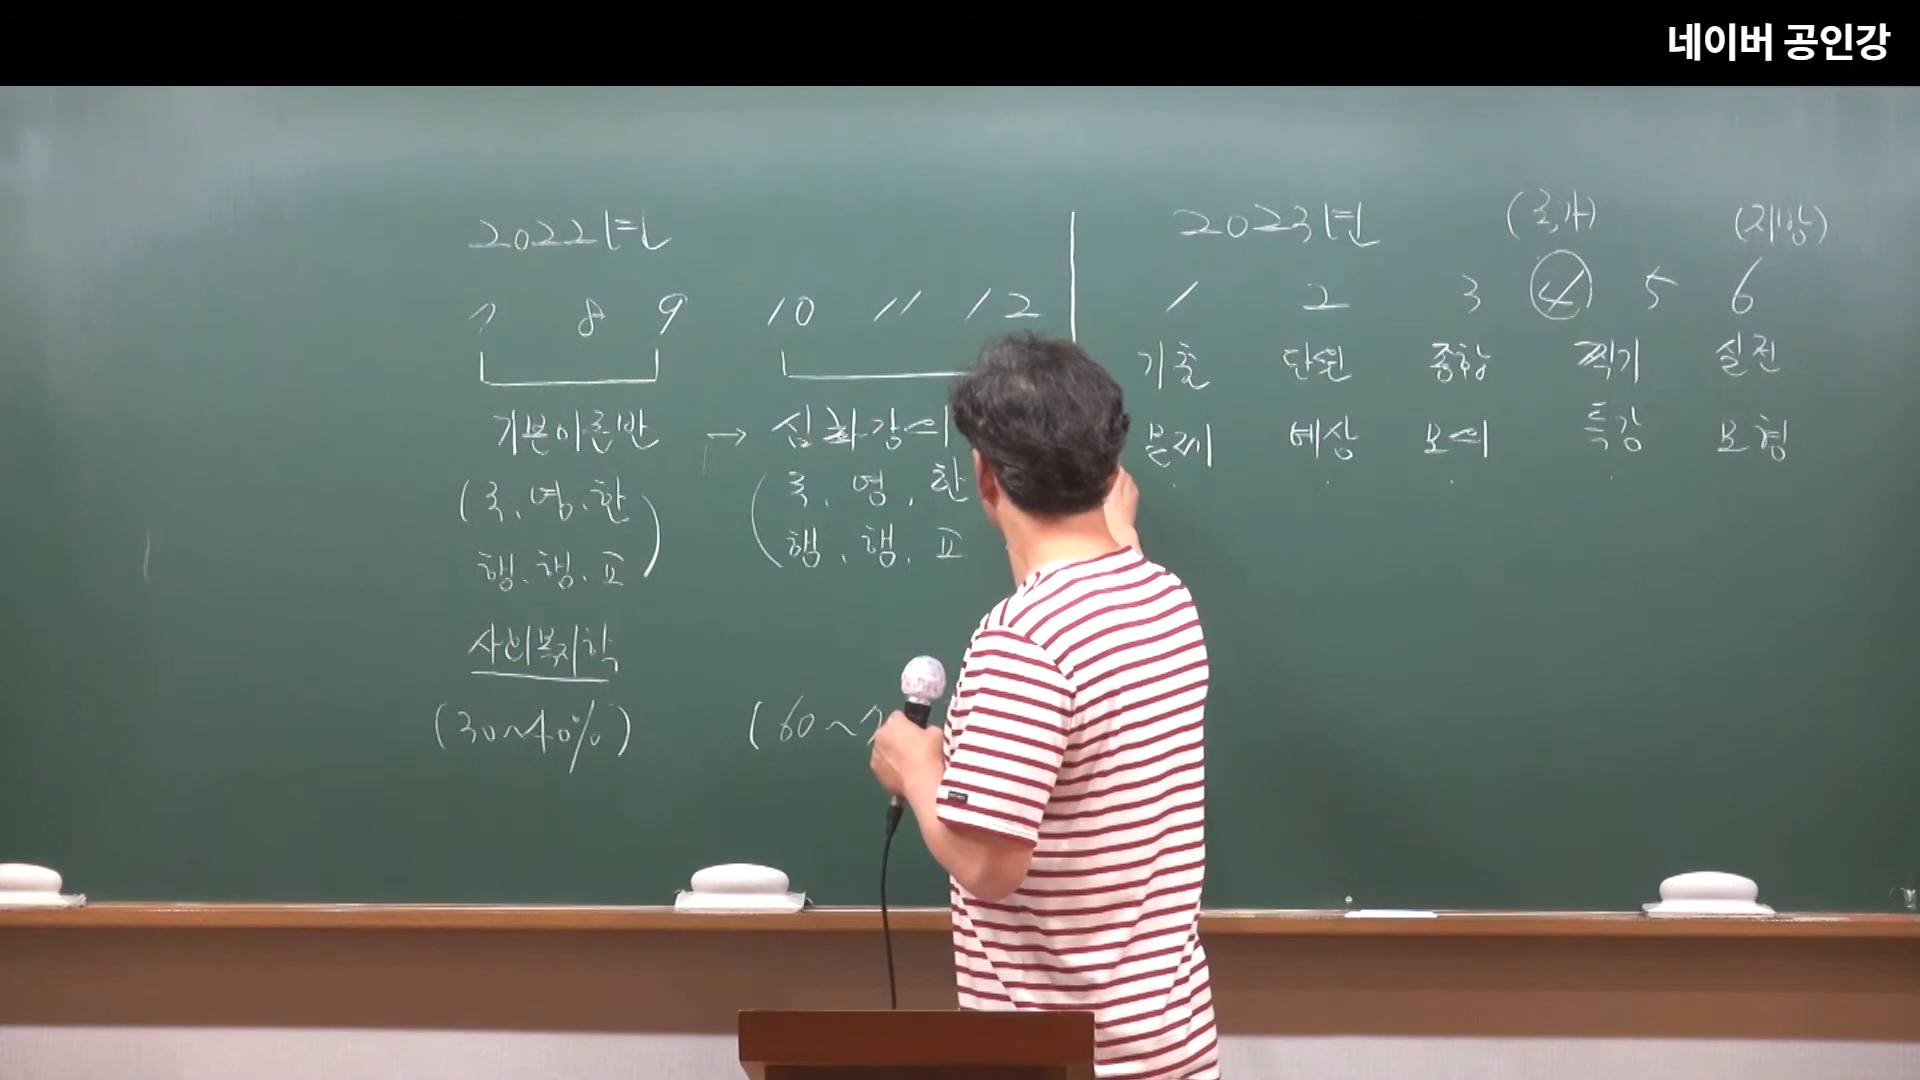 네이버 공인강
2022년
7 8 9 10 11 12
기본이론반 → 심화강의
(국, 영, 한 (국, 영, 한
행, 행, 교) 행, 행, 교
사회복지학
(30~40%) (60~
2023년 (국가) (지방)
1 2 3 4 5 6
기출 단원 종합 찍기 실전
문제 예상 모의 특강 모형